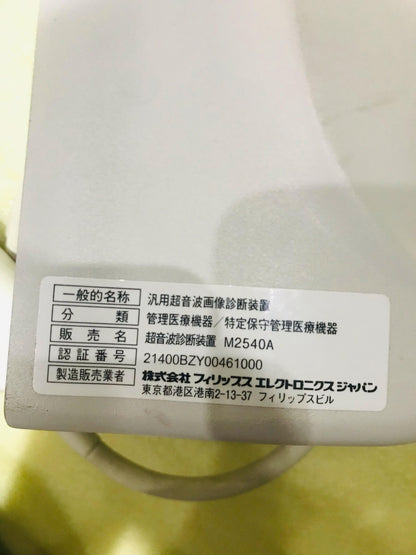 一般的名称 汎用超音波画像診断装置
分類 管理医療機器／特定保守管理医療機器
販売名 超音波診断装置 M2540A
認証番号 21400BZY00461000
製造販売業者 株式会社 フィリップス エレクトロニクス ジャパン
東京都港区港南2-13-37 フィリップスビル